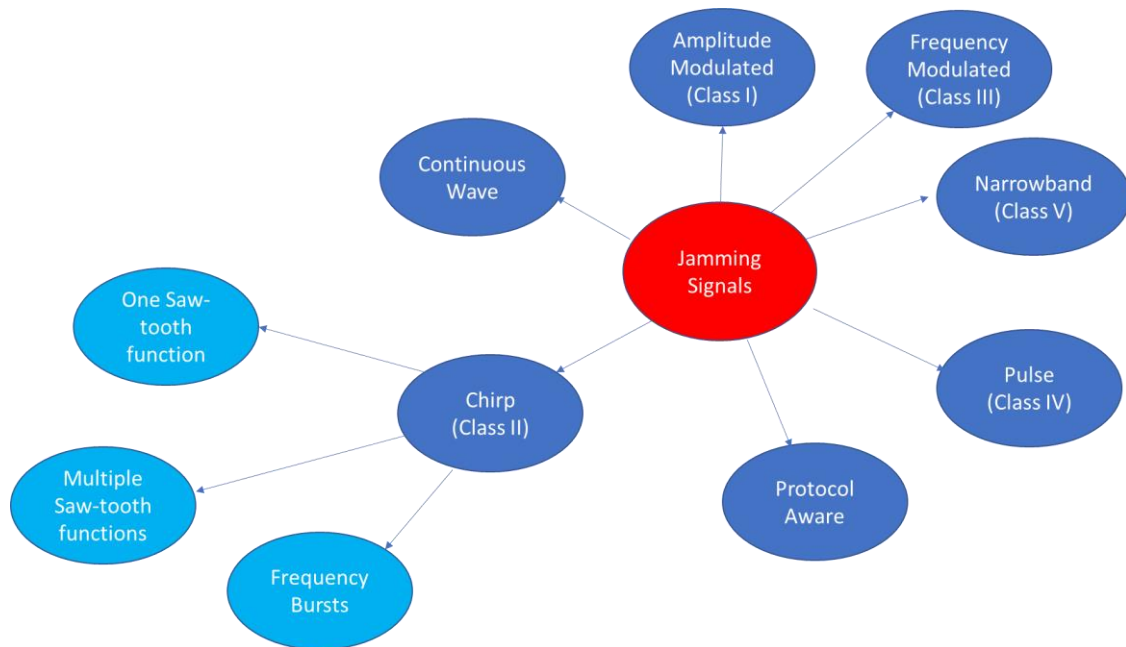 Amplitude
Modulated
(Class I)
Frequency
Modulated
(Class III)
Continuous
Wave
Narrowband
(Class V)
Jamming
Signals
One Saw-
tooth
function
Chirp
(Class II)
Pulse
(Class IV)
Multiple
Saw-tooth
functions
Protocol
Aware
Frequency
Bursts